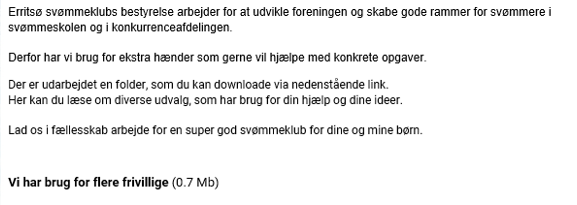 Erritsø svømmeklubs bestyrelse arbejder for at udvikle foreningen og skabe gode rammer for svømmere i
svømmeskolen og i konkurrenceafdelingen.
Derfor har vi brug for ekstra hænder som gerne vil hjælpe med konkrete opgaver.
Der er udarbejdet en folder, som du kan downloade via nedenstående link.
Her kan du læse om diverse udvalg, som har brug for din hjælp og dine ideer.
Lad os i fællesskab arbejde for en super god svømmeklub for dine og mine børn.
Vi har brug for flere frivillige (0.7 Mb)